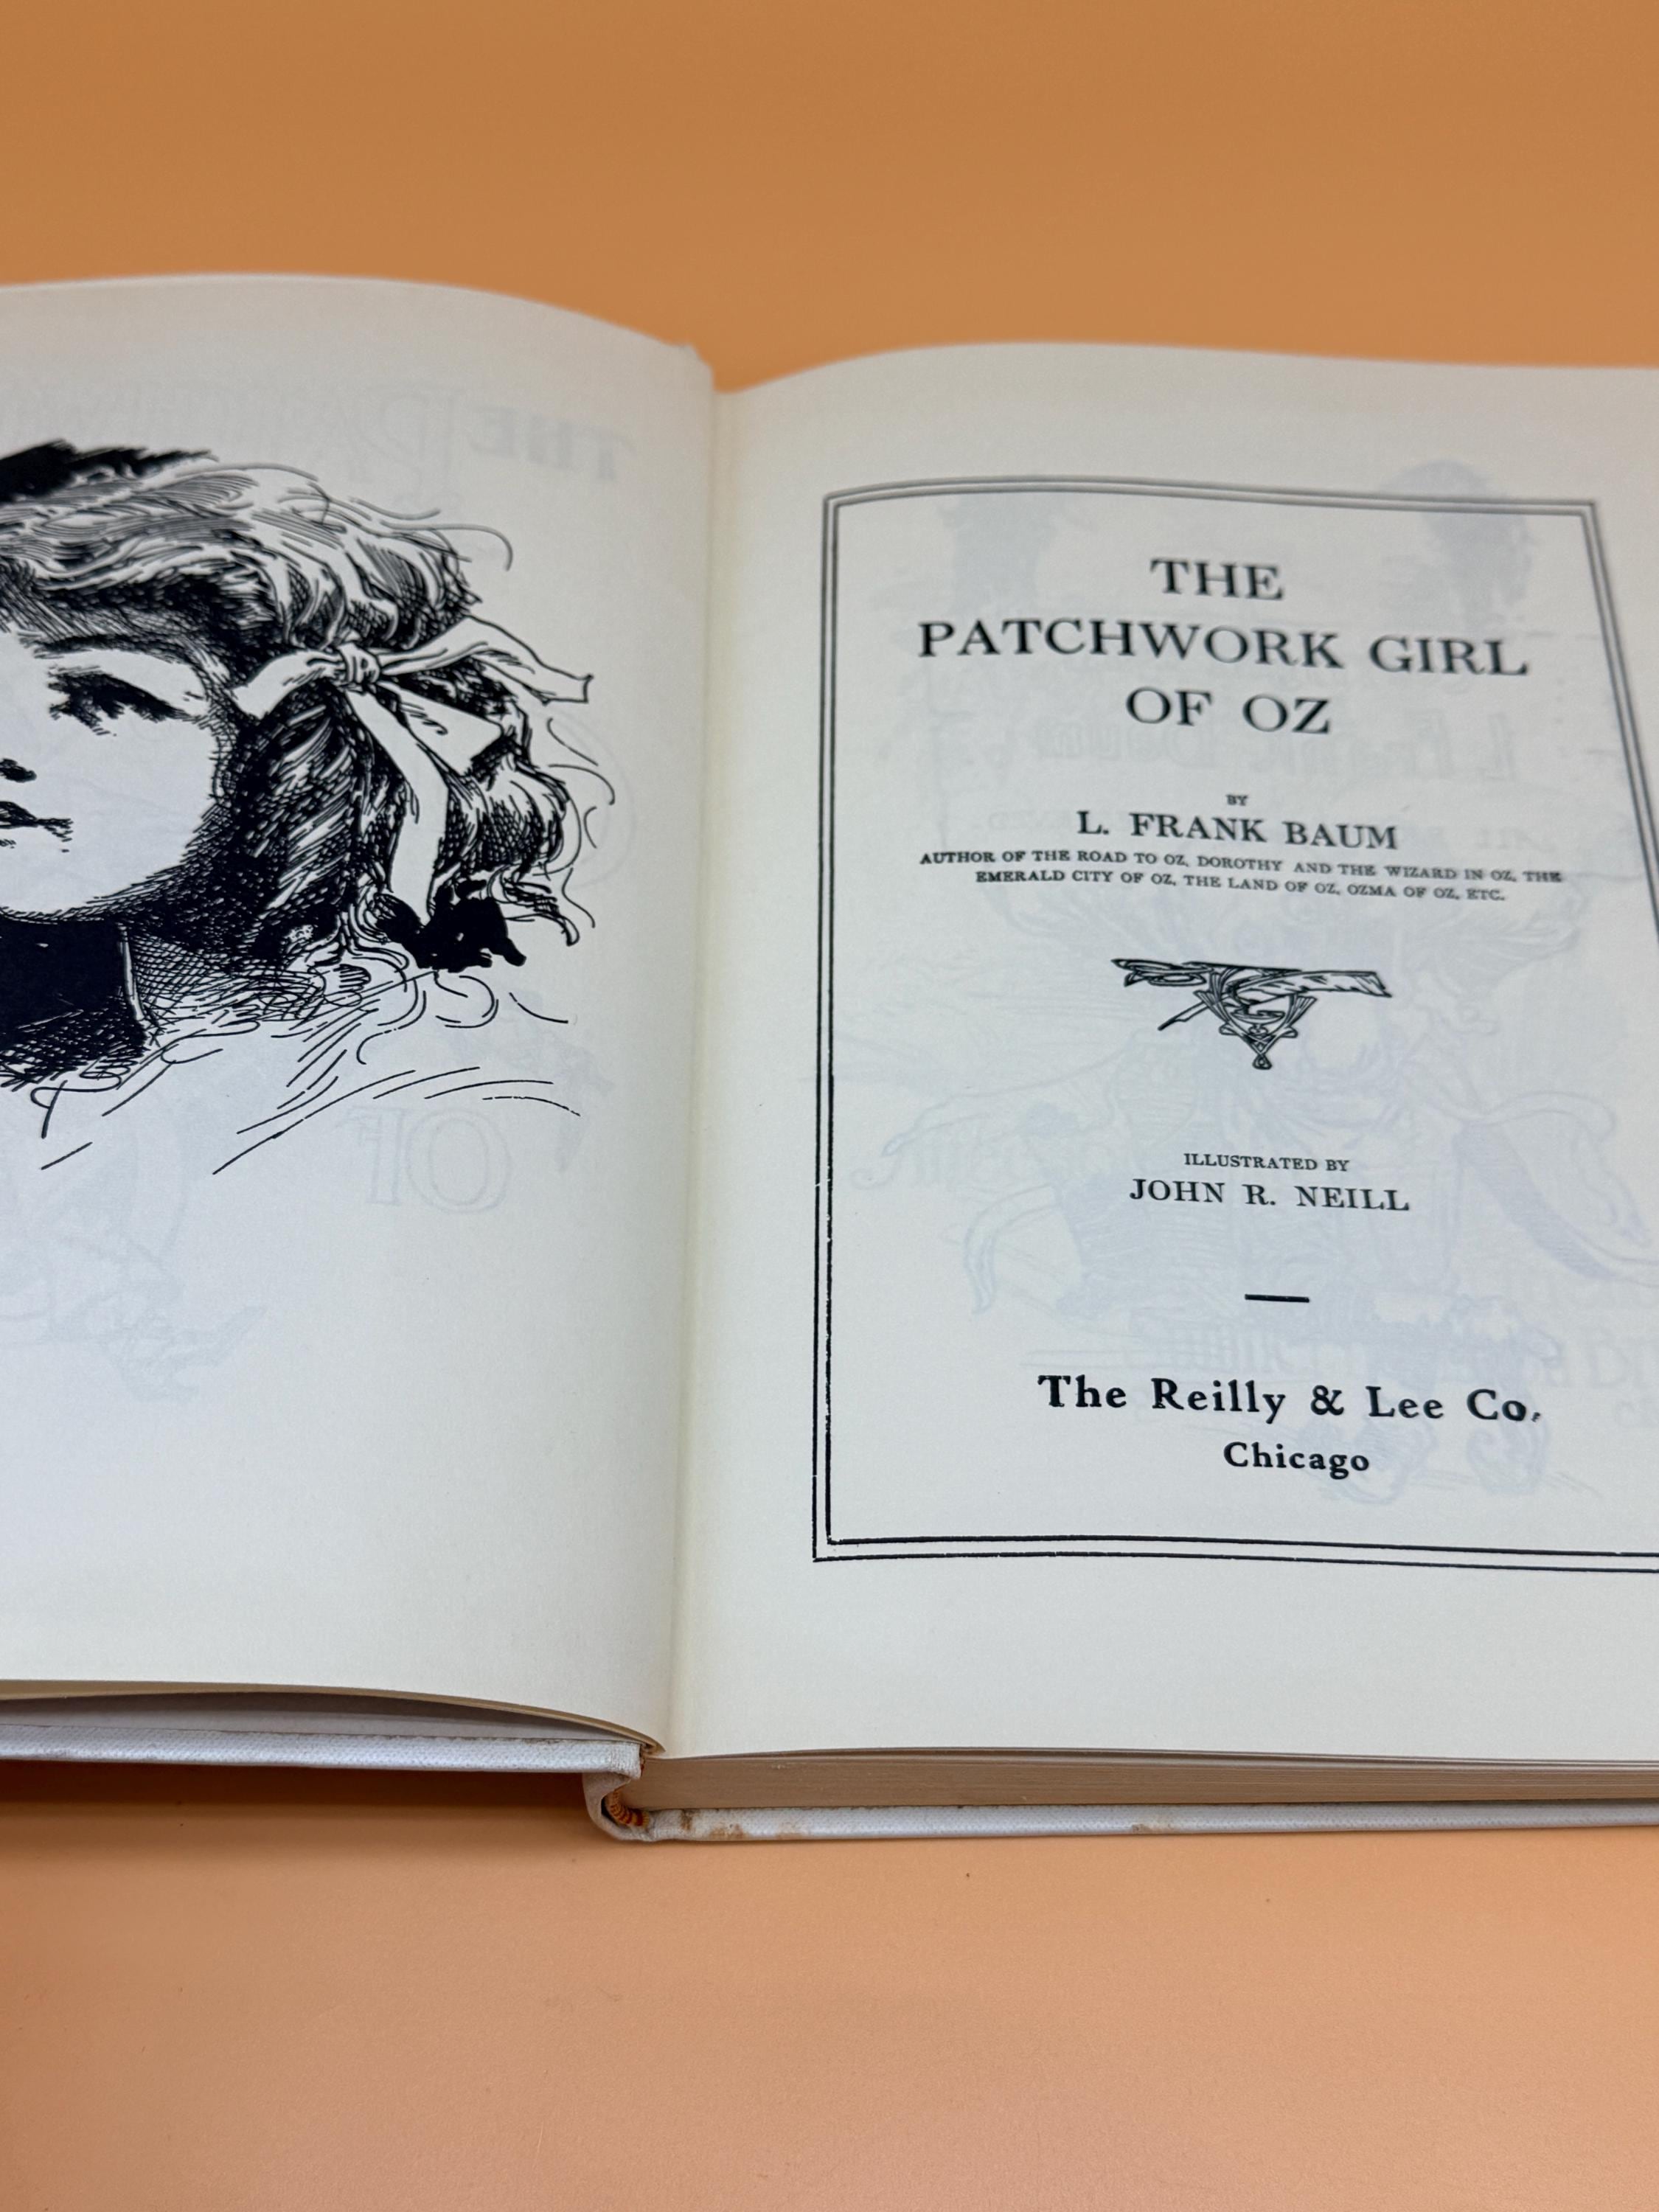 THE
PATCHWORK GIRL
OF OZ
BY
L. FRANK BAUM
AUTHOR OF THE ROAD TO OZ, DOROTHY AND THE WIZARD IN OZ, THE
EMERALD CITY OF OZ, THE LAND OF OZ, OZMA OF OZ, ETC.
ILLUSTRATED BY
JOHN R. NEILL
The Reilly & Lee Co.
Chicago